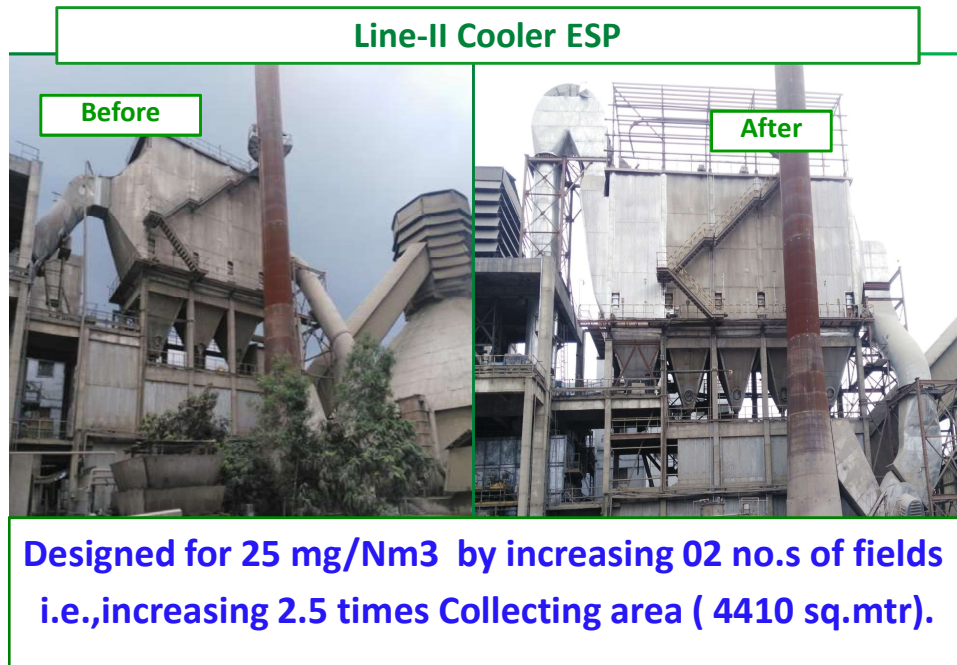 Line-II Cooler ESP
Before
After
Designed for 25 mg/Nm3 by increasing 02 no.s of fields
i.e.,increasing 2.5 times Collecting area ( 4410 sq.mtr).